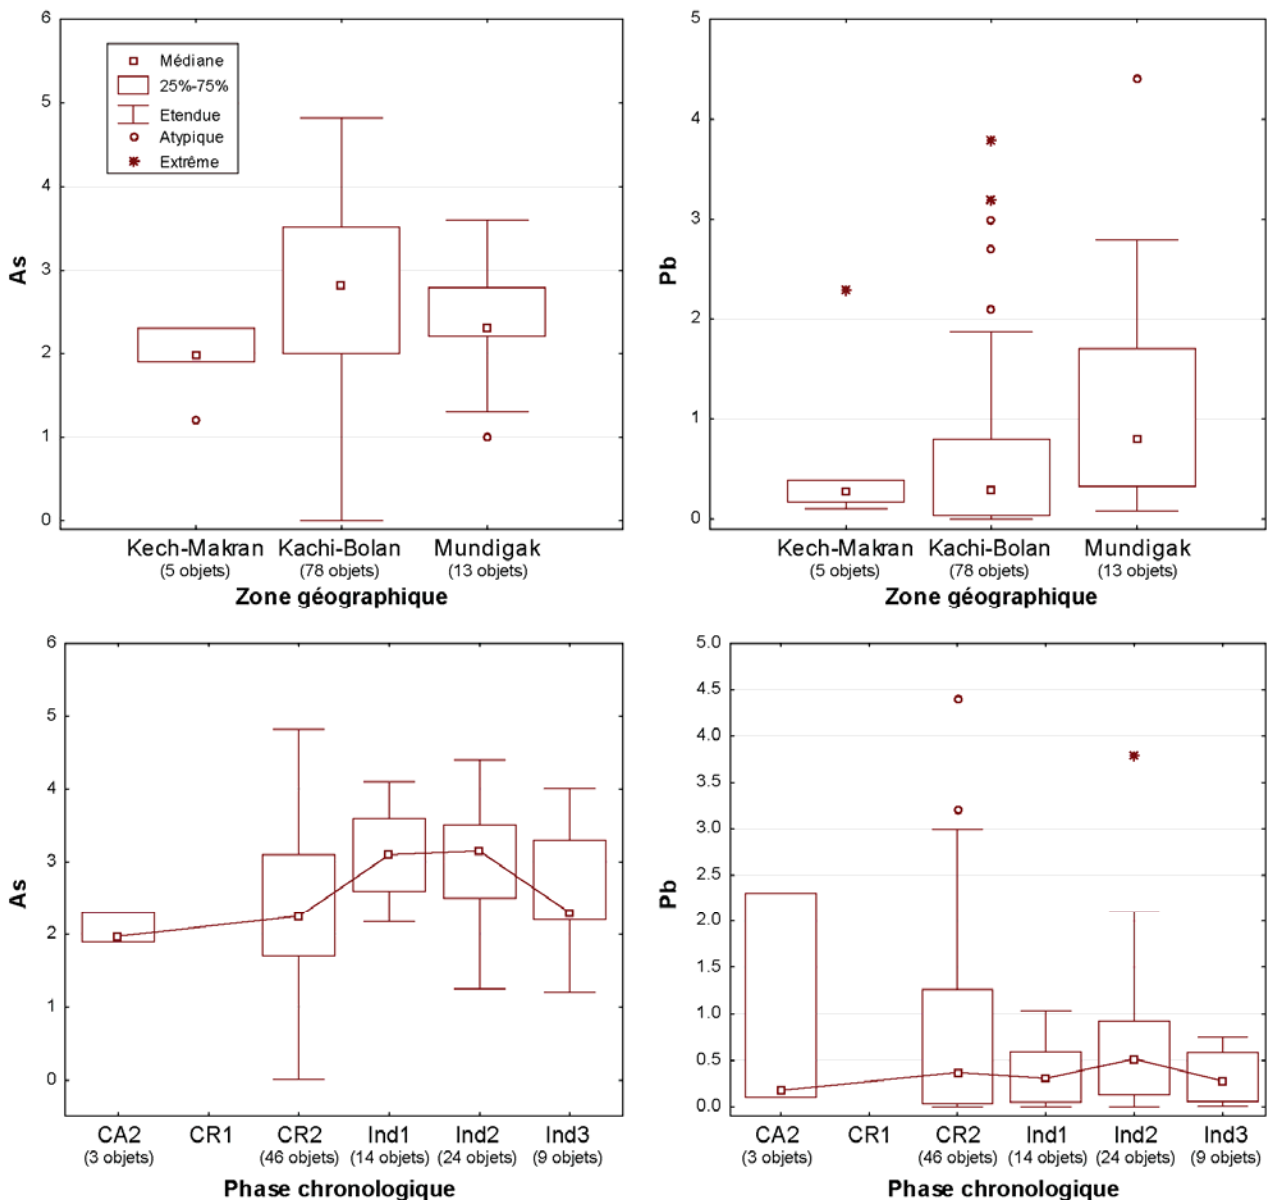 6
5
4
3
2
1
0
As
Médiane
25%-75%
Etendue
Atypique
Extrême
Kech-Makran Kachi-Bolan Mundigak
(5 objets) (78 objets) (13 objets)
Zone géographique
5
4
3
2
1
0
Pb
Kech-Makran Kachi-Bolan Mundigak
(5 objets) (78 objets) (13 objets)
Zone géographique
6
5
4
3
2
1
0
As
CA2 CR1 CR2 Ind1 Ind2 Ind3
(3 objets) (46 objets) (14 objets) (24 objets) (9 objets)
Phase chronologique
5.0
4.5
4.0
3.5
3.0
2.5
2.0
1.5
1.0
0.5
0.0
Pb
CA2 CR1 CR2 Ind1 Ind2 Ind3
(3 objets) (46 objets) (14 objets) (24 objets) (9 objets)
Phase chronologique